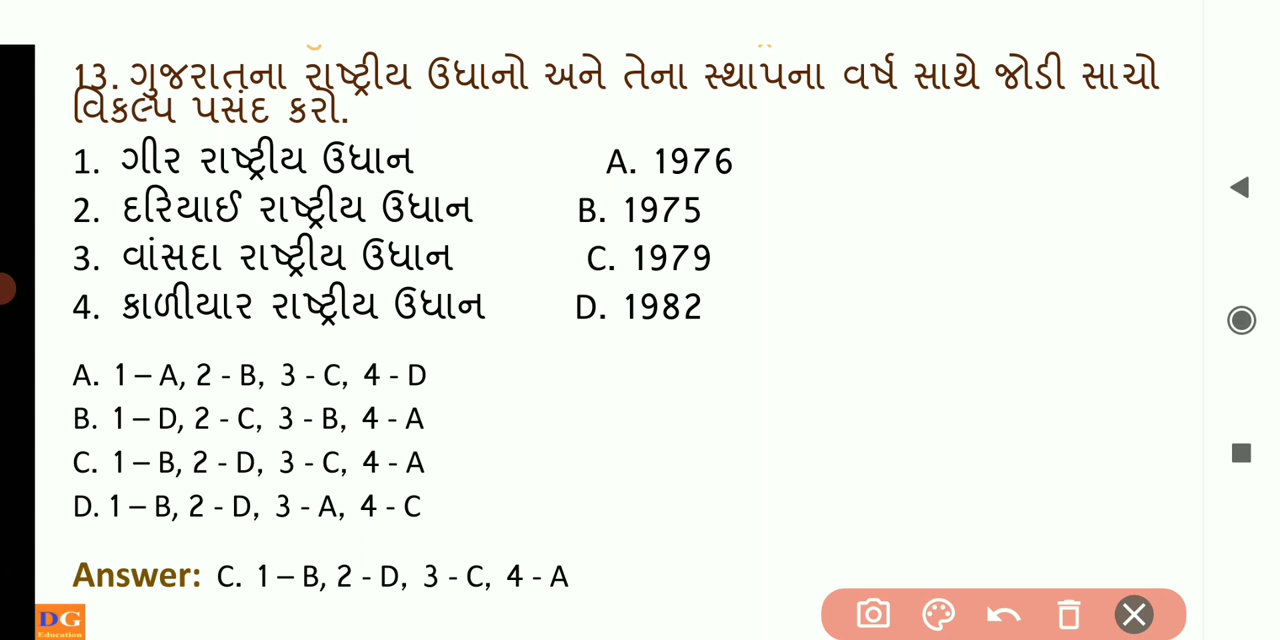 13. ગુજરાતના રાષ્ટ્રીય ઉધાનો અને તેના સ્થાપના વર્ષ સાથે જોડી સાચો
વિકલ્પ પસંદ કરો.
1. ગીર રાષ્ટ્રીય ઉધાન A. 1976
2. દરિયાઈ રાષ્ટ્રીય ઉધાન B. 1975
3. વાંસદા રાષ્ટ્રીય ઉધાન C. 1979
4. કાળીયાર રાષ્ટ્રીય ઉધાન D. 1982
A. 1 – A, 2 - B, 3 - C, 4 - D
B. 1 – D, 2 - C, 3 - B, 4 - A
C. 1 – B, 2 - D, 3 - C, 4 - A
D. 1 – B, 2 - D, 3 - A, 4 - C
Answer: C. 1 – B, 2 - D, 3 - C, 4 - A
DG
Education